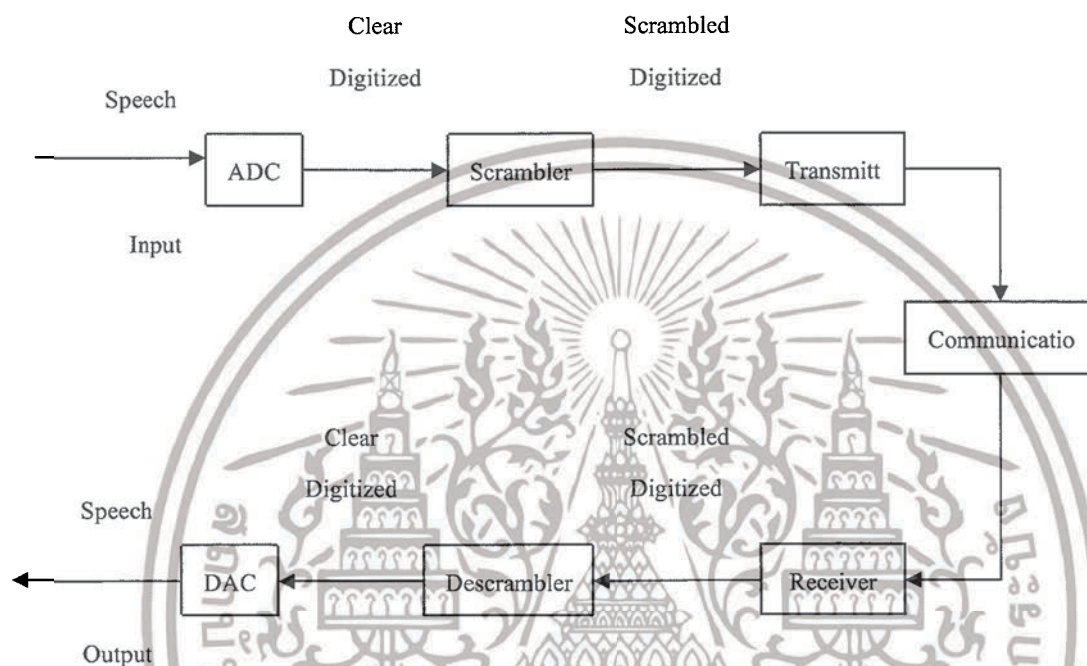 Clear
Scrambled
Digitized
Digitized
Speech
ADC
Scrambler
Transmitt
Input
Communicatio
Clear
Scrambled
Digitized
Digitized
Speech
DAC
Descrambler
Receiver
Output